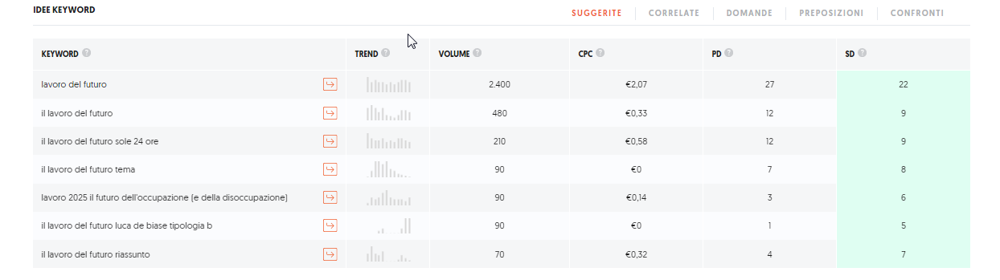 IDEE KEYWORD
SUGGERITE CORRELATE DOMANDE PREPOSIZIONI CONFRONTI
KEYWORD ? TREND ? VOLUME ? CPC ? PD ? SD ?
lavoro del futuro 2.400 €2,07 27 22
il lavoro del futuro 480 €0,33 12 9
il lavoro del futuro sole 24 ore 210 €0,58 12 9
il lavoro del futuro tema 90 €0 7 8
lavoro 2025 il futuro dell'occupazione (e della disoccupazione) 90 €0,14 3 6
il lavoro del futuro luca de biase tipologia b 90 €0 1 5
il lavoro del futuro riassunto 70 €0,32 4 7